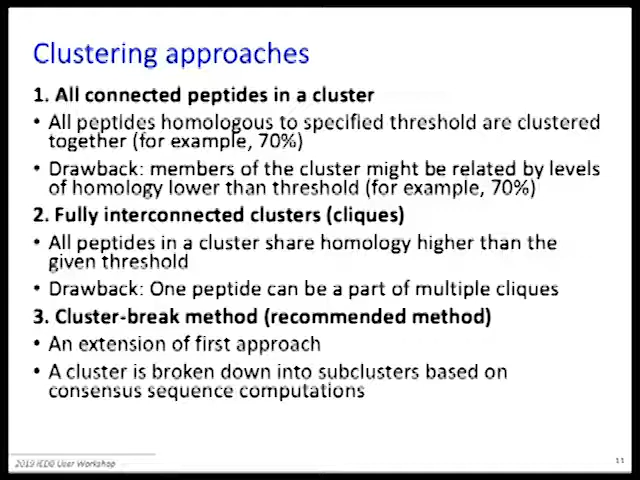 Clustering approaches
1. All connected peptides in a cluster
• All peptides homologous to specified threshold are clustered
together (for example, 70%)
• Drawback: members of the cluster might be related by levels
of homology lower than threshold (for example, 70%)
2. Fully interconnected clusters (cliques)
• All peptides in a cluster share homology higher than the
given threshold
• Drawback: One peptide can be a part of multiple cliques
3. Cluster-break method (recommended method)
• An extension of first approach
• A cluster is broken down into subclusters based on
consensus sequence computations
2019 IEDB User Workshop
11